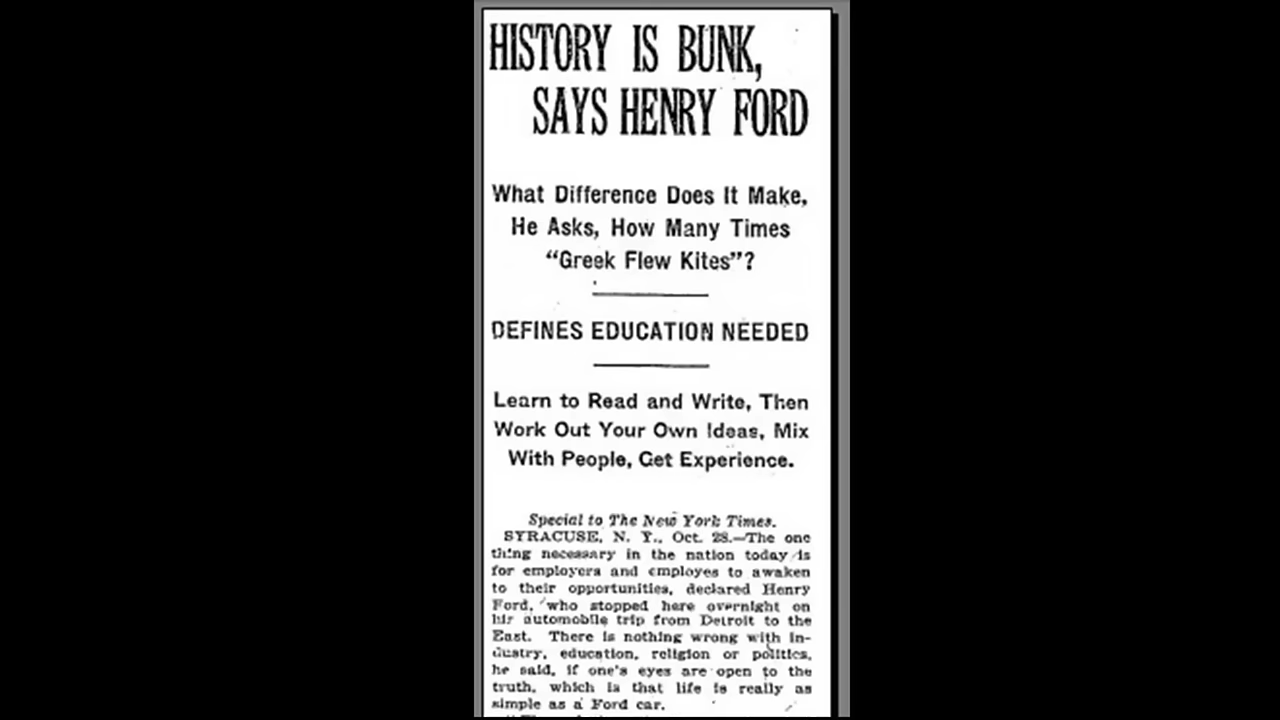 HISTORY IS BUNK,
SAYS HENRY FORD
What Difference Does It Make,
He Asks, How Many Times
“Greek Flew Kites”?
DEFINES EDUCATION NEEDED
Learn to Read and Write, Then
Work Out Your Own Ideas, Mix
With People, Get Experience.
Special to The New York Times.
SYRACUSE, N. Y., Oct. 28.—The one
thing necessary in the nation today is
for employers and employes to awaken
to their opportunities, declared Henry
Ford, who stopped here overnight on
his automobile trip from Detroit to the
East. There is nothing wrong with in-
dustry, education, religion or politics,
he said, if one's eyes are open to the
truth, which is that life is really as
simple as a Ford car.